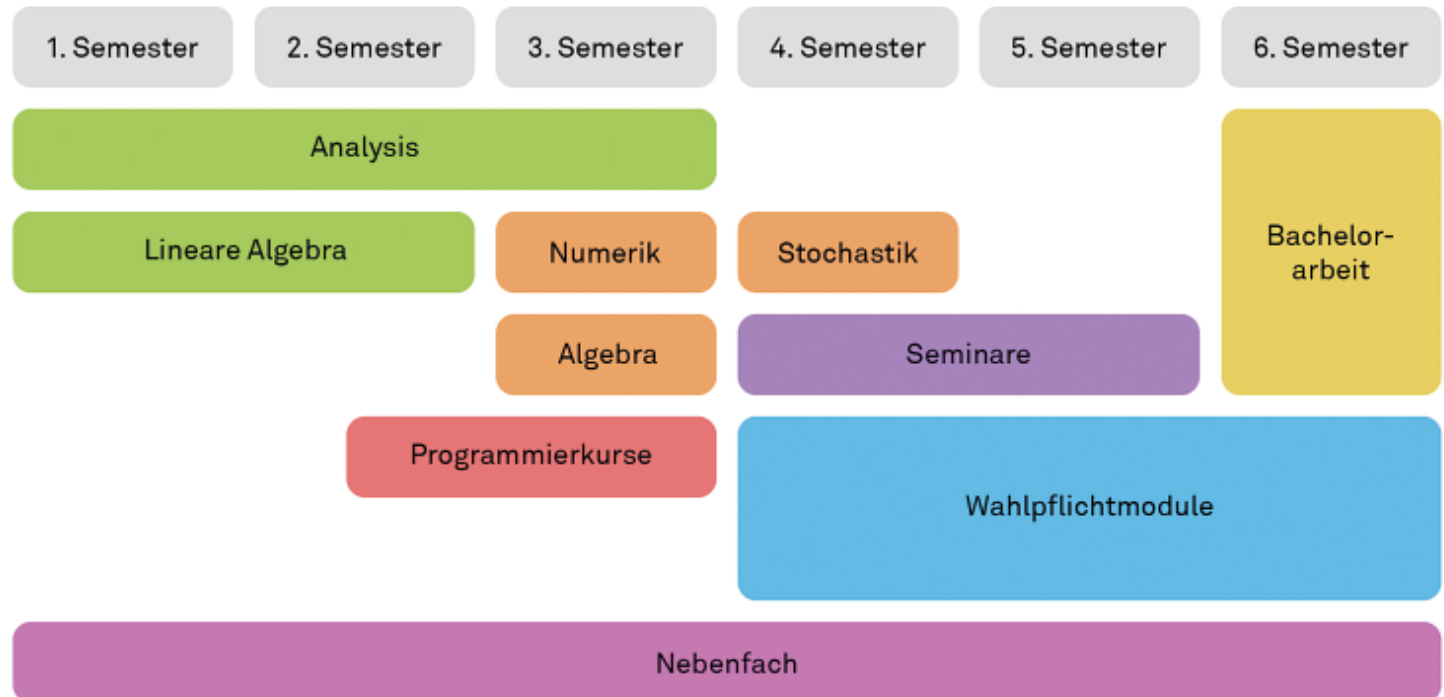 1. Semester
2. Semester
3. Semester
4. Semester
5. Semester
6. Semester
Analysis
Lineare Algebra
Numerik
Stochastik
Bachelor-
arbeit
Algebra
Seminare
Programmierkurse
Wahlpflichtmodule
Nebenfach